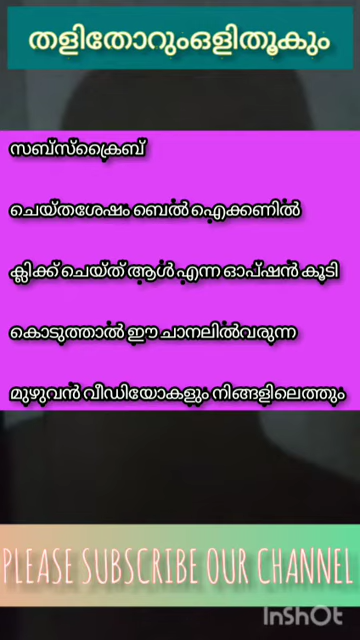 തളിതോറുംഒളിതൂകും
സബ്സ്ക്രൈബ്
ചെയ്തശേഷം ബെൽ ഐക്കണിൽ
ക്ലിക്ക് ചെയ്ത് ആൾ എന്ന ഓപ്ഷൻ കൂടി
കൊടുത്താൽ ഈ ചാനലിൽവരുന്ന
മുഴുവൻ വീഡിയോകളും നിങ്ങളിലെത്തും
PLEASE SUBSCRIBE OUR CHANNEL
InShOt